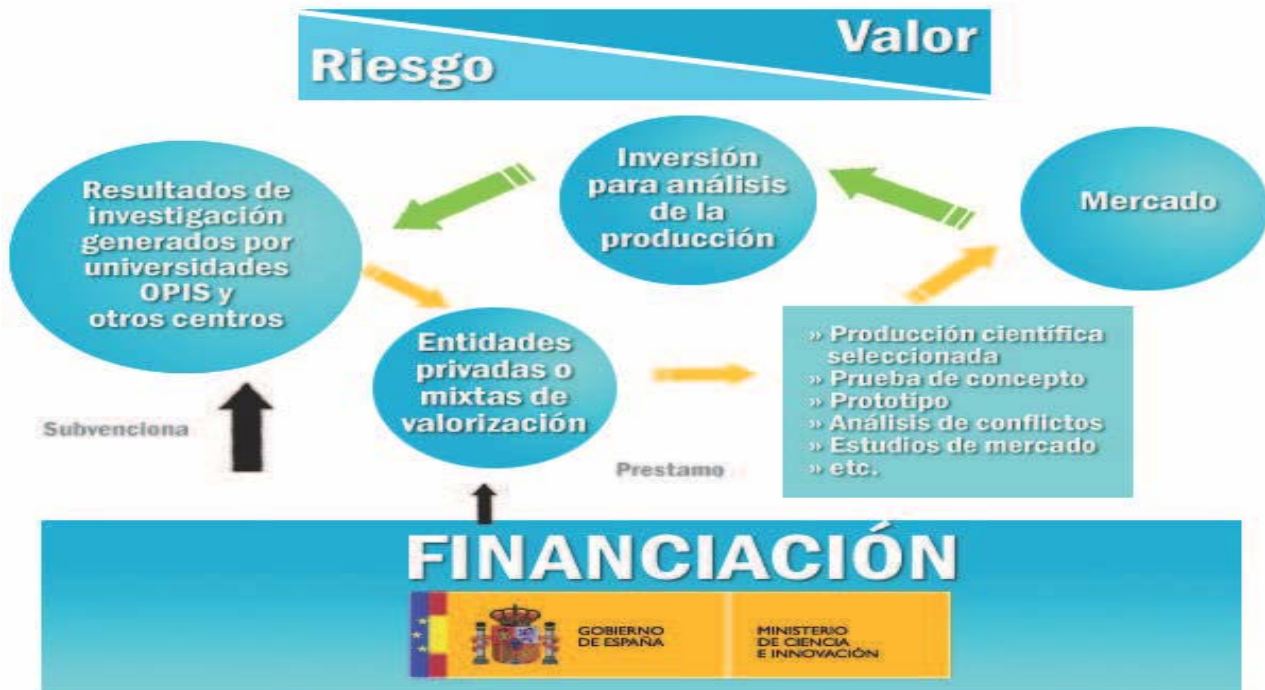 Riesgo
Valor
Resultados de
investigación
generados por
universidades
OPIS y
otros centros
Inversión
para análisis
de la
producción
Mercado
Entidades
privadas o
mixtas de
valorización
» Producción científica
seleccionada
» Prueba de concepto
» Prototipo
» Análisis de conflictos
» Estudios de mercado
» etc.
Subvenciona
Prestamo
FINANCIACIÓN
GOBIERNO
DE ESPAÑA
MINISTERIO
DE CIENCIA
E INNOVACIÓN